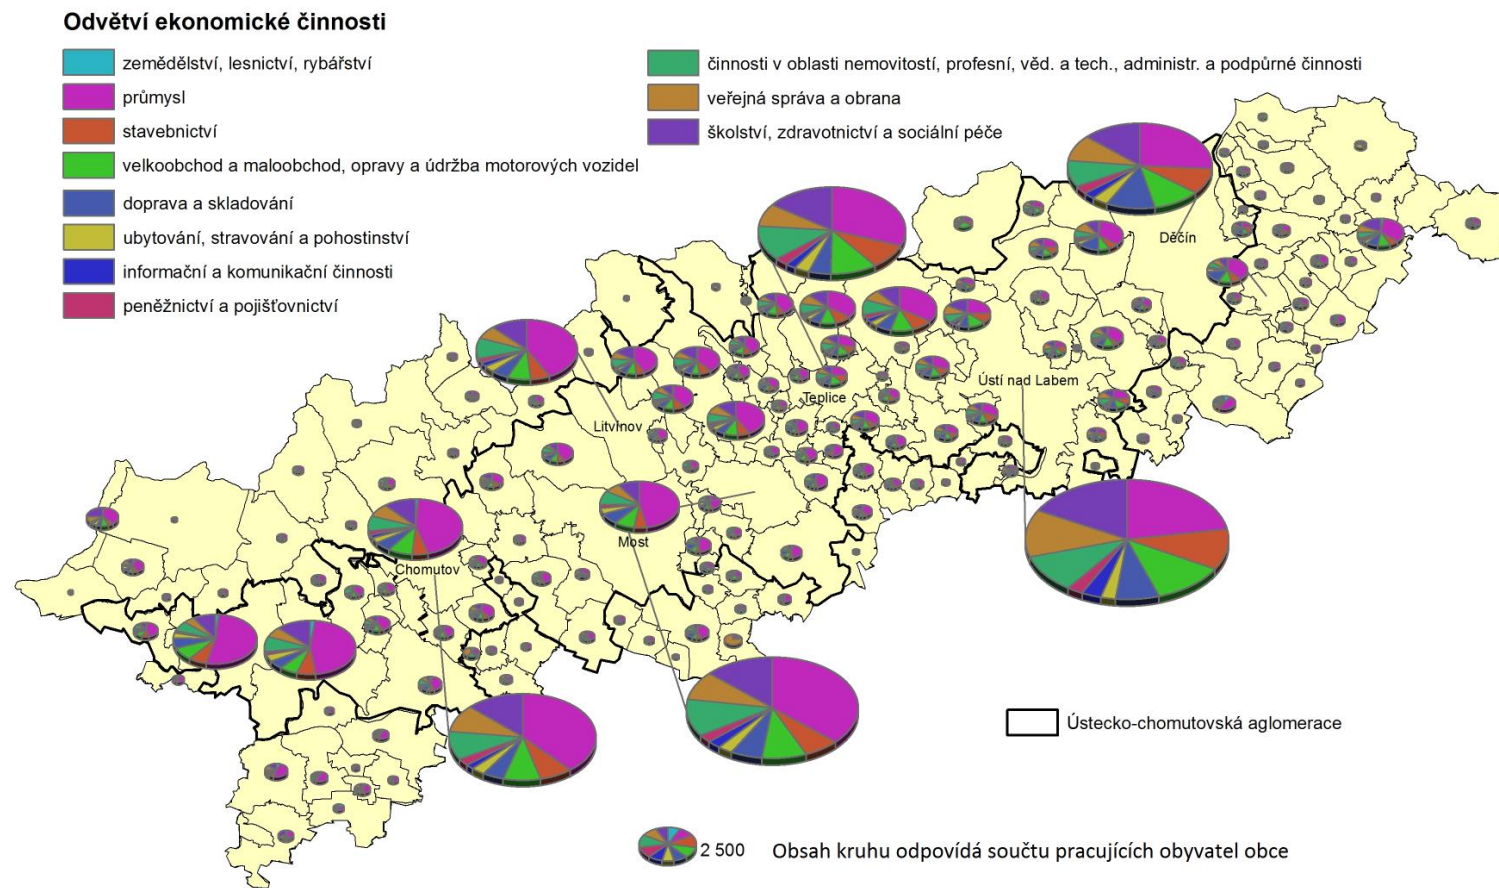 Odvětví ekonomické činnosti
zemědělství, lesnictví, rybářství
průmysl
stavebnictví
velkoobchod a maloobchod, opravy a údržba motorových vozidel
doprava a skladování
ubytování, stravování a pohostinství
informační a komunikační činnosti
peněžnictví a pojišťovnictví
činnosti v oblasti nemovitostí, profesní, věd. a tech., administr. a podpůrné činnosti
veřejná správa a obrana
školství, zdravotnictví a sociální péče
Děčín
Ústí nad Labem
Teplice
Litvínov
Most
Chomutov
Ústecko-chomutovská aglomerace
2 500 Obsah kruhu odpovídá součtu pracujících obyvatel obce